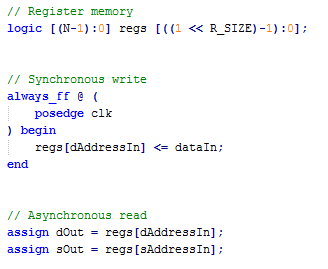 // Register memory
logic [(N-1):0] regs [((1 << R_SIZE)-1):0];
// Synchronous write
always_ff @ (
posedge clk
) begin
regs[dAddressIn] <= dataIn;
end
// Asynchronous read
assign dOut = regs[dAddressIn];
assign sOut = regs[sAddressIn];